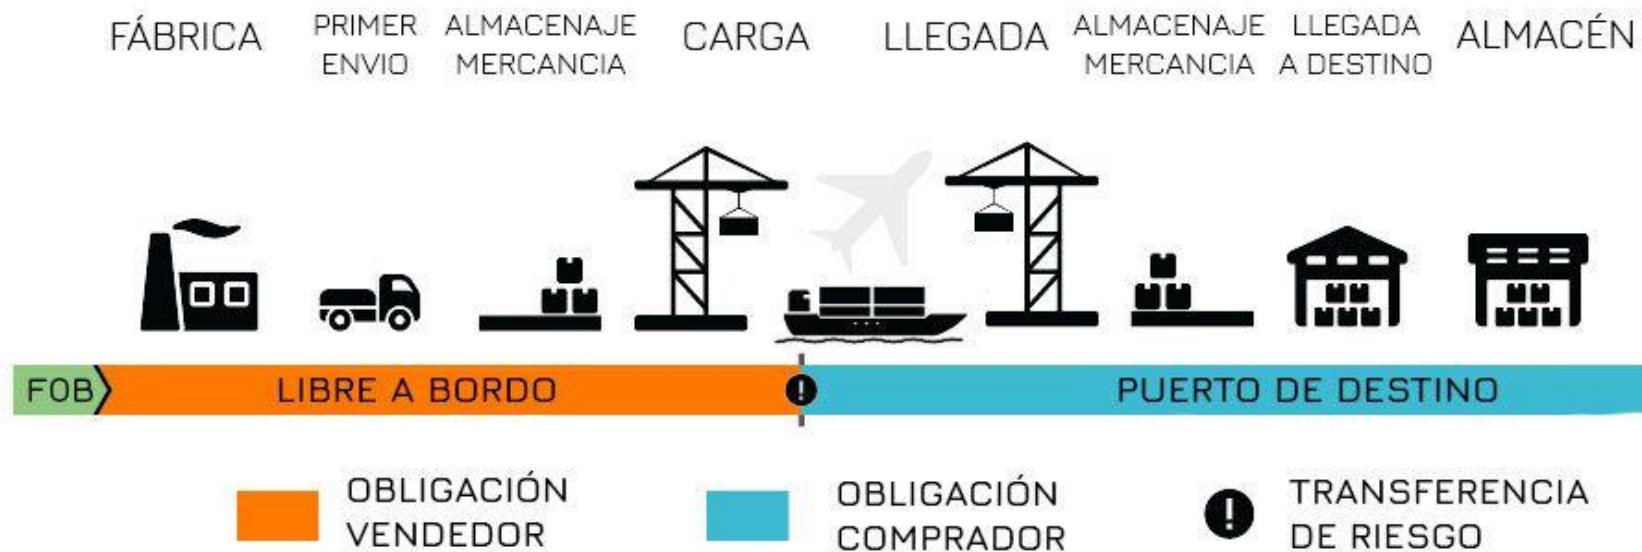 FÁBRICA
PRIMER
ENVIO
ALMACENAJE
MERCANCIA
CARGA
LLEGADA
ALMACENAJE
MERCANCIA
LLEGADA
A DESTINO
ALMACÉN
FOB
LIBRE A BORDO
!
PUERTO DE DESTINO
OBLIGACIÓN
VENDEDOR
OBLIGACIÓN
COMPRADOR
!
TRANSFERENCIA
DE RIESGO